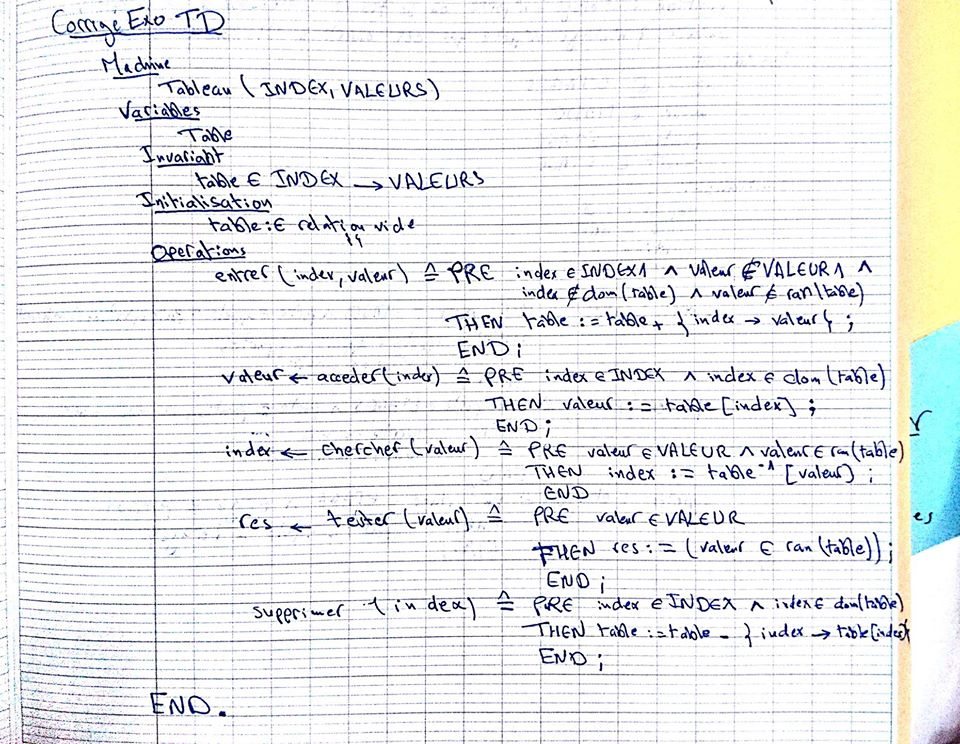 Corrigé Exo TD
Machine
Tableau ( INDEX, VALEURS )
Variables
Table
Invariant
table ∈ INDEX → VALEURS
Initialisation
table :∈ relation vide
{}
Operations
entrer (index, valeur) ≙ PRE index ∈ INDEX ∧ valeur ∉ VALEUR ∧
index ∉ dom(table) ∧ valeur ∉ ran(table)
THEN table := table + { index → valeur } ;
END ;
valeur ← acceder(index) ≙ PRE index ∈ INDEX ∧ index ∈ dom(table)
THEN valeur := table [index] ;
END ;
index ← chercher (valeur) ≙ PRE valeur ∈ VALEUR ∧ valeur ∈ ran(table)
THEN index := table⁻¹ [valeur] ;
END
res ← tester (valeur) ≙ PRE valeur ∈ VALEUR
THEN res := (valeur ∈ ran(table)) ;
END ;
supprimer (index) ≙ PRE index ∈ INDEX ∧ index ∈ dom(table)
THEN table := table - } index → table[index]}
END ;
END.
es